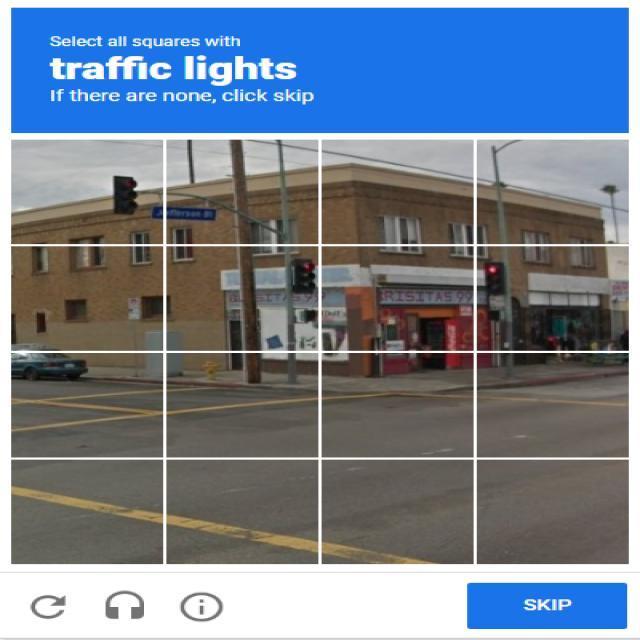 Select all squares with
traffic lights
If there are none, click skip
Jefferson Bl
BRISITAS 99
SKIP